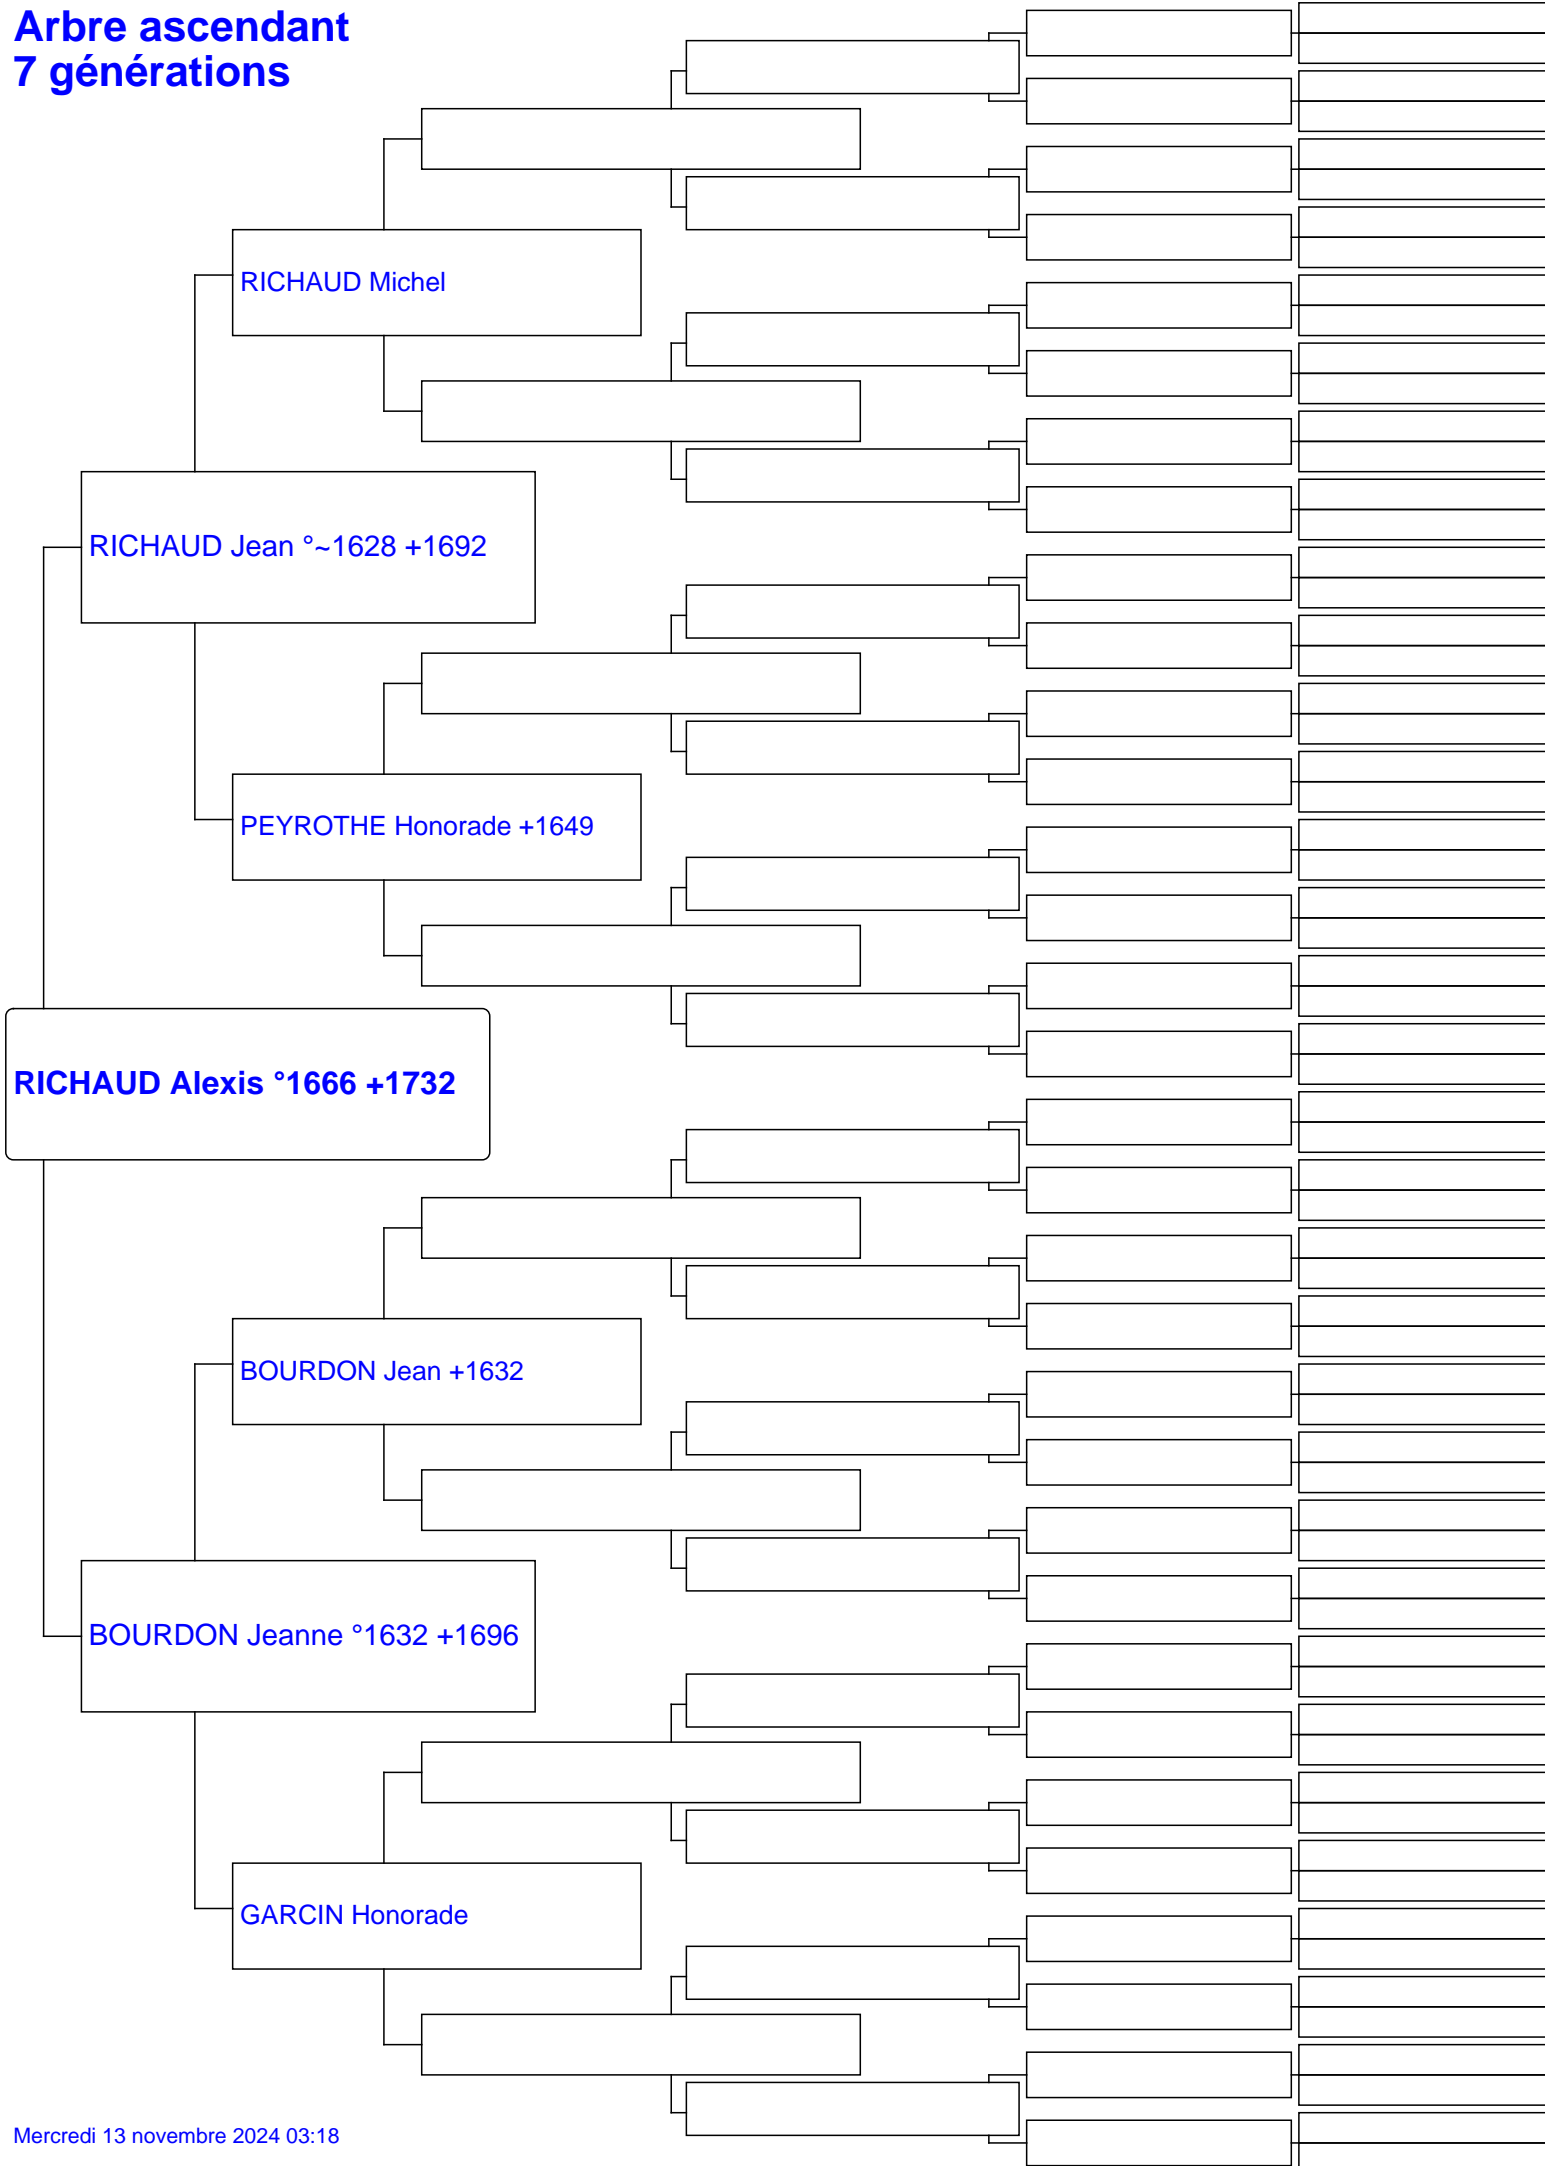 Arbre ascendant
7 générations
RICHAUD Michel
RICHAUD Jean °~1628 +1692
PEYROTHE Honorade +1649
RICHAUD Alexis °1666 +1732
BOURDON Jean +1632
BOURDON Jeanne °1632 +1696
GARCIN Honorade
Mercredi 13 novembre 2024 03:18